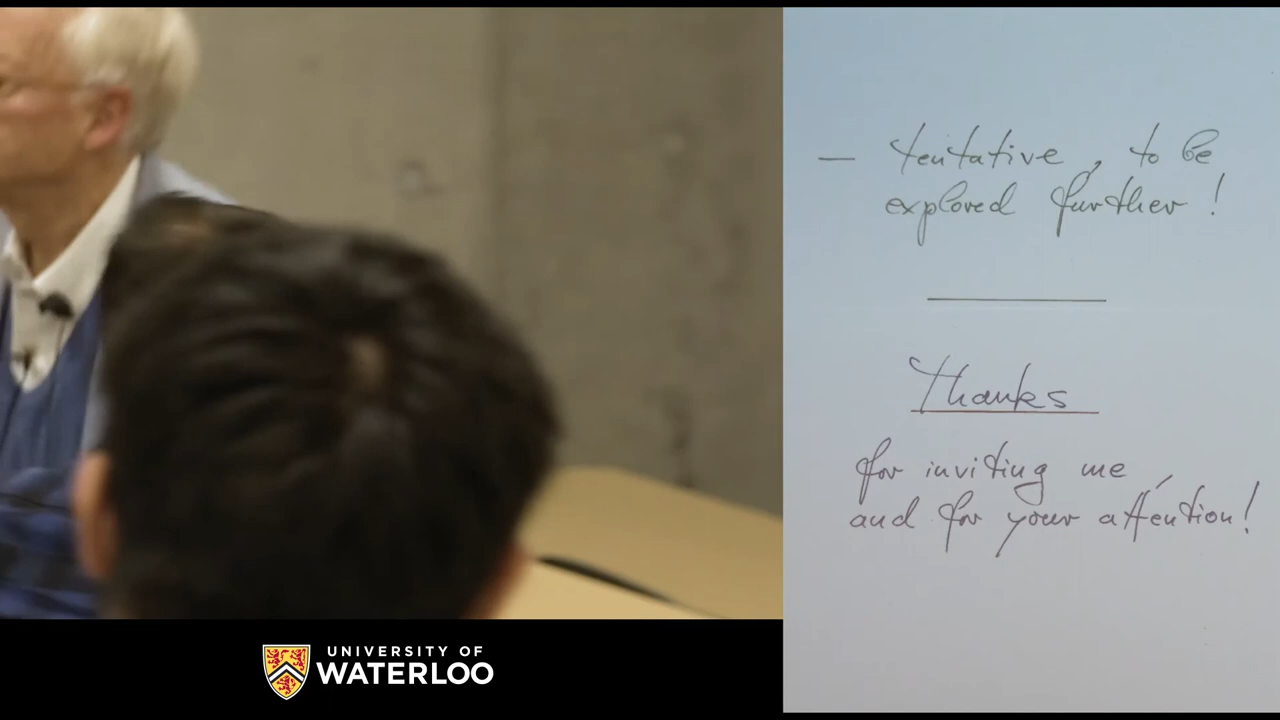 — tentative, to be
explored further!
Thanks
for inviting me
and for your attention!
UNIVERSITY OF
WATERLOO